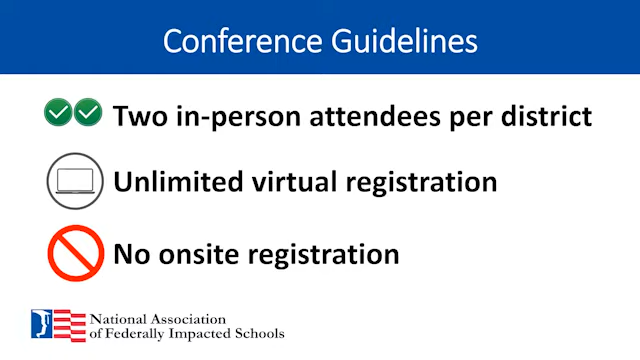 Conference Guidelines
Two in-person attendees per district
Unlimited virtual registration
No onsite registration
National Association
of Federally Impacted Schools